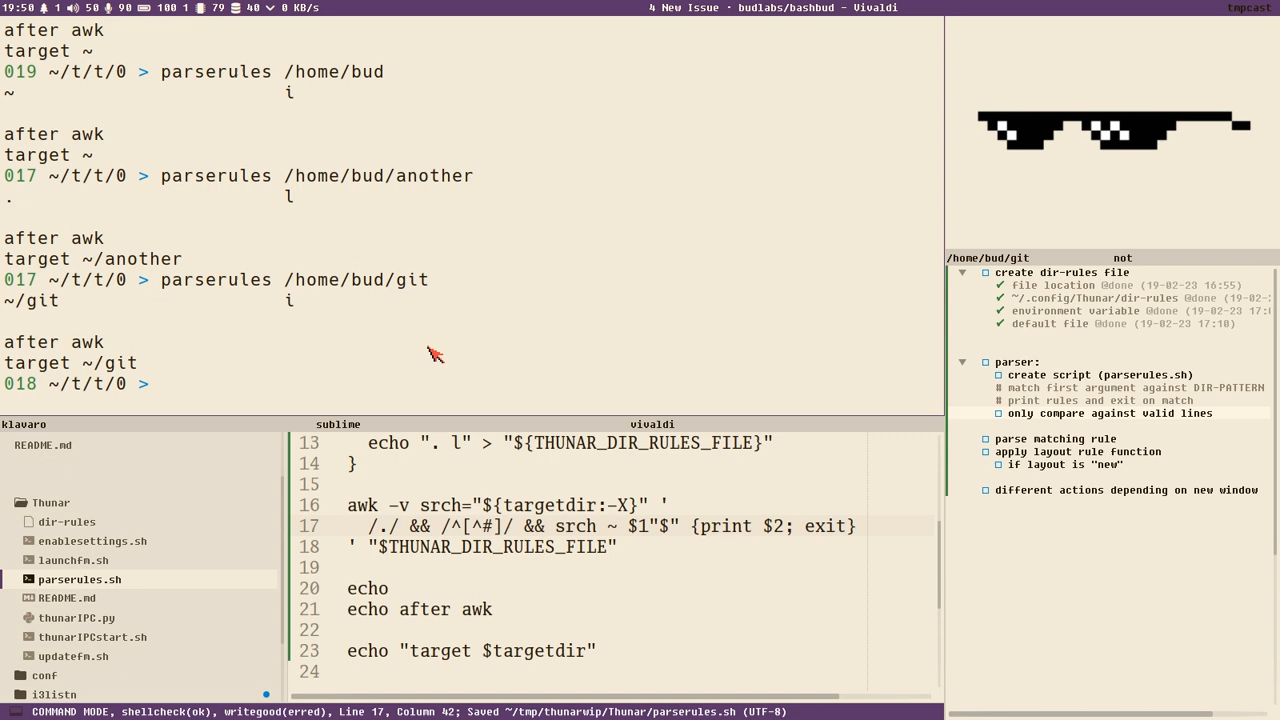 19:50 1 50 90 100 1 79 40 0 KB/s
4 New Issue · budlabs/bashbud - Vivaldi
tmpcast
after awk
target ~
019 ~/t/t/0 > parserules /home/bud
~ i
after awk
target ~
017 ~/t/t/0 > parserules /home/bud/another
. l
after awk
target ~/another
017 ~/t/t/0 > parserules /home/bud/git
~/git i
after awk
target ~/git
018 ~/t/t/0 >
/home/bud/git not
create dir-rules file
✔ file location @done (19-02-23 16:55)
✔ ~/.config/Thunar/dir-rules @done (19-02-
✔ environment variable @done (19-02-23 17:
✔ default file @done (19-02-23 17:10)
parser:
create script (parserules.sh)
# match first argument against DIR-PATTERN
# print rules and exit on match
only compare against valid lines
parse matching rule
apply layout rule function
if layout is "new"
different actions depending on new window
klavaro sublime vivaldi
README.md
Thunar
dir-rules
enablesettings.sh
launchfm.sh
parserules.sh
README.md
thunarIPC.py
thunarIPCstart.sh
updatefm.sh
conf
i3listn
13 echo ". l" > "${THUNAR_DIR_RULES_FILE}"
14 }
15
16 awk -v srch="${targetdir:-X}" '
17 /./ && /^[^#]/ && srch ~ $1"$" {print $2; exit}
18 ' "$THUNAR_DIR_RULES_FILE"
19
20 echo
21 echo after awk
22
23 echo "target $targetdir"
24
COMMAND MODE, shellcheck(ok), writegood(erred), Line 17, Column 42; Saved ~/tmp/thunarwip/Thunar/parserules.sh (UTF-8)